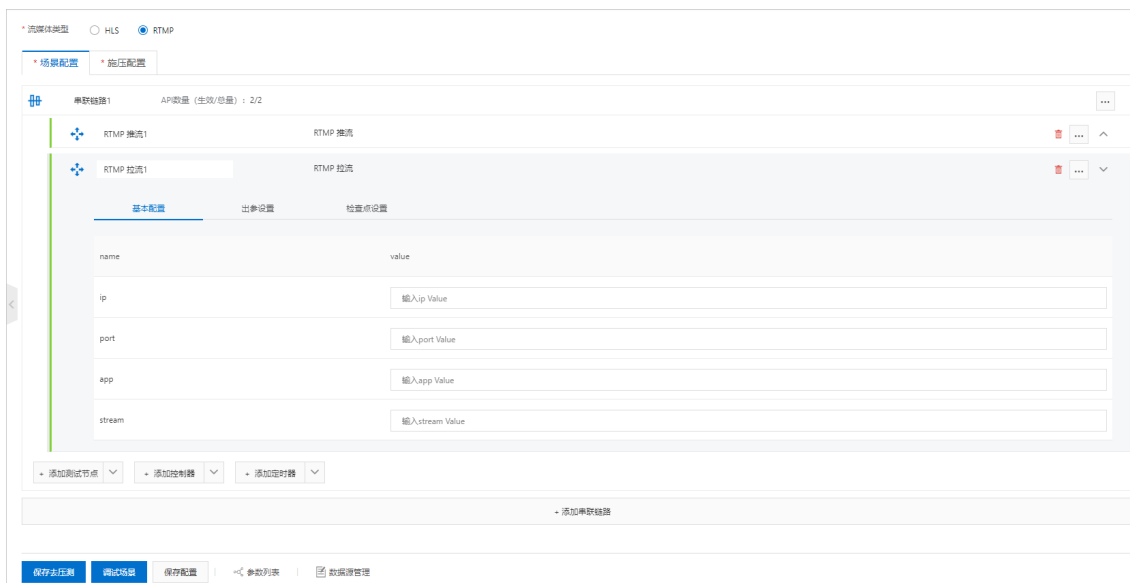 * 流媒体类型 HLS RTMP
* 场景配置 * 施压配置
串联链路1 API数量（生效/总量）: 2/2 ...
RTMP 推流1 RTMP 推流 ...
RTMP 拉流1 RTMP 拉流 ...
基本配置 出参设置 检查点设置
name value
ip 输入ip Value
port 输入port Value
app 输入app Value
stream 输入stream Value
+ 添加测试节点 + 添加控制器 + 添加定时器
+ 添加串联链路
保存去压测 调试场景 保存配置 参数列表 数据源管理